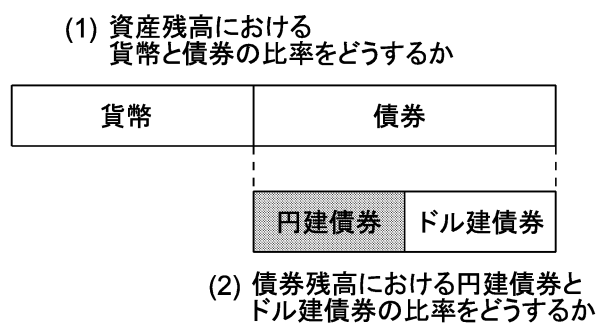 (1) 資産残高における
貨幣と債券の比率をどうするか
貨幣
債券
円建債券
ドル建債券
(2) 債券残高における円建債券と
ドル建債券の比率をどうするか